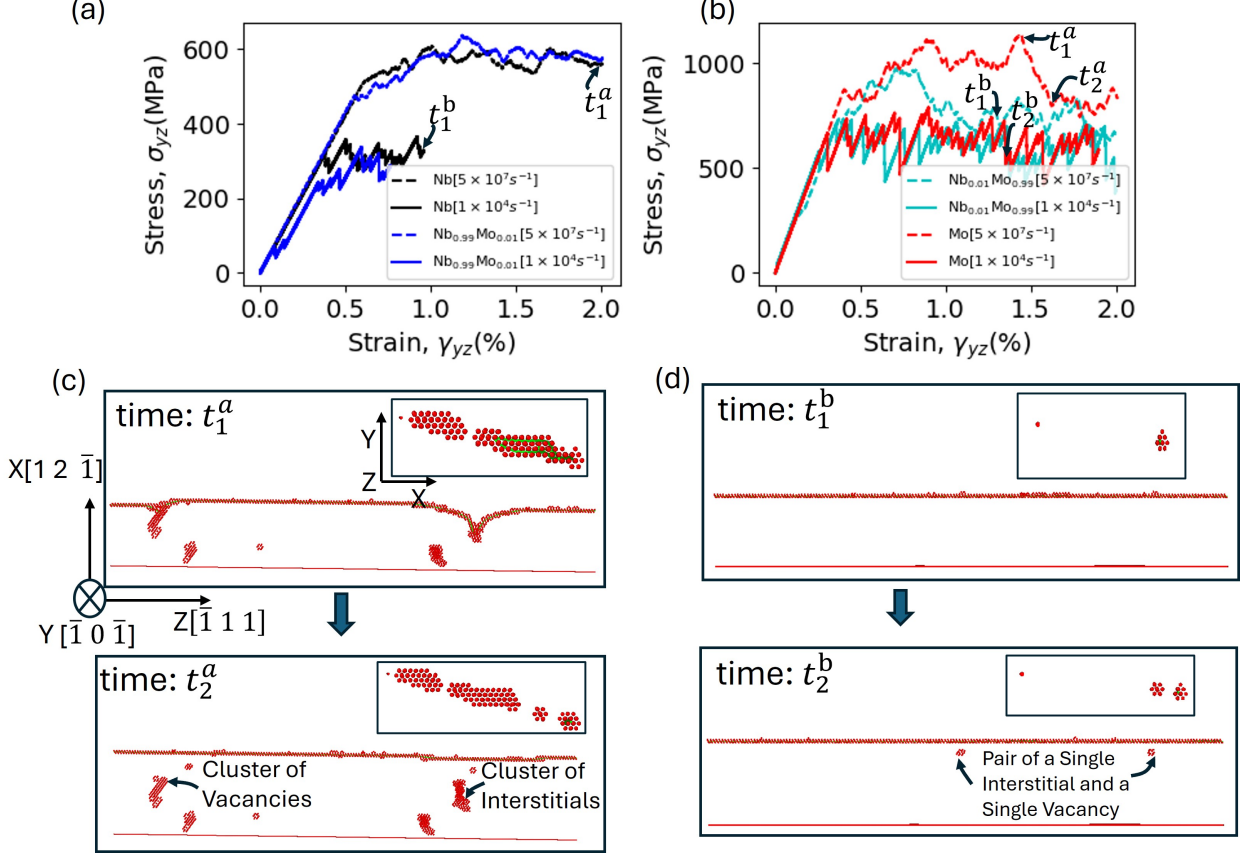 (a)
Stress, σyz(MPa)
600
400
200
0
t₁ᵇ
t₁ᵃ
Nb[5 × 10⁷s⁻¹]
Nb[1 × 10⁴s⁻¹]
Nb₀.₉₉Mo₀.₀₁[5 × 10⁷s⁻¹]
Nb₀.₉₉Mo₀.₀₁[1 × 10⁴s⁻¹]
0.0 0.5 1.0 1.5 2.0
Strain, γyz(%)
(b)
Stress, σyz(MPa)
1000
500
0
t₁ᵃ
t₂ᵃ
t₁ᵇ
t₂ᵇ
Nb₀.₀₁Mo₀.₉₉[5 × 10⁷s⁻¹]
Nb₀.₀₁Mo₀.₉₉[1 × 10⁴s⁻¹]
Mo[5 × 10⁷s⁻¹]
Mo[1 × 10⁴s⁻¹]
0.0 0.5 1.0 1.5 2.0
Strain, γyz(%)
(c)
time: t₁ᵃ
Y
Z
X
X[1 2 1̅]
Z[1̅ 1 1]
Y [1̅ 0 1̅]
time: t₂ᵃ
Cluster of
Vacancies
Cluster of
Interstitials
(d)
time: t₁ᵇ
time: t₂ᵇ
Pair of a Single
Interstitial and a
Single Vacancy